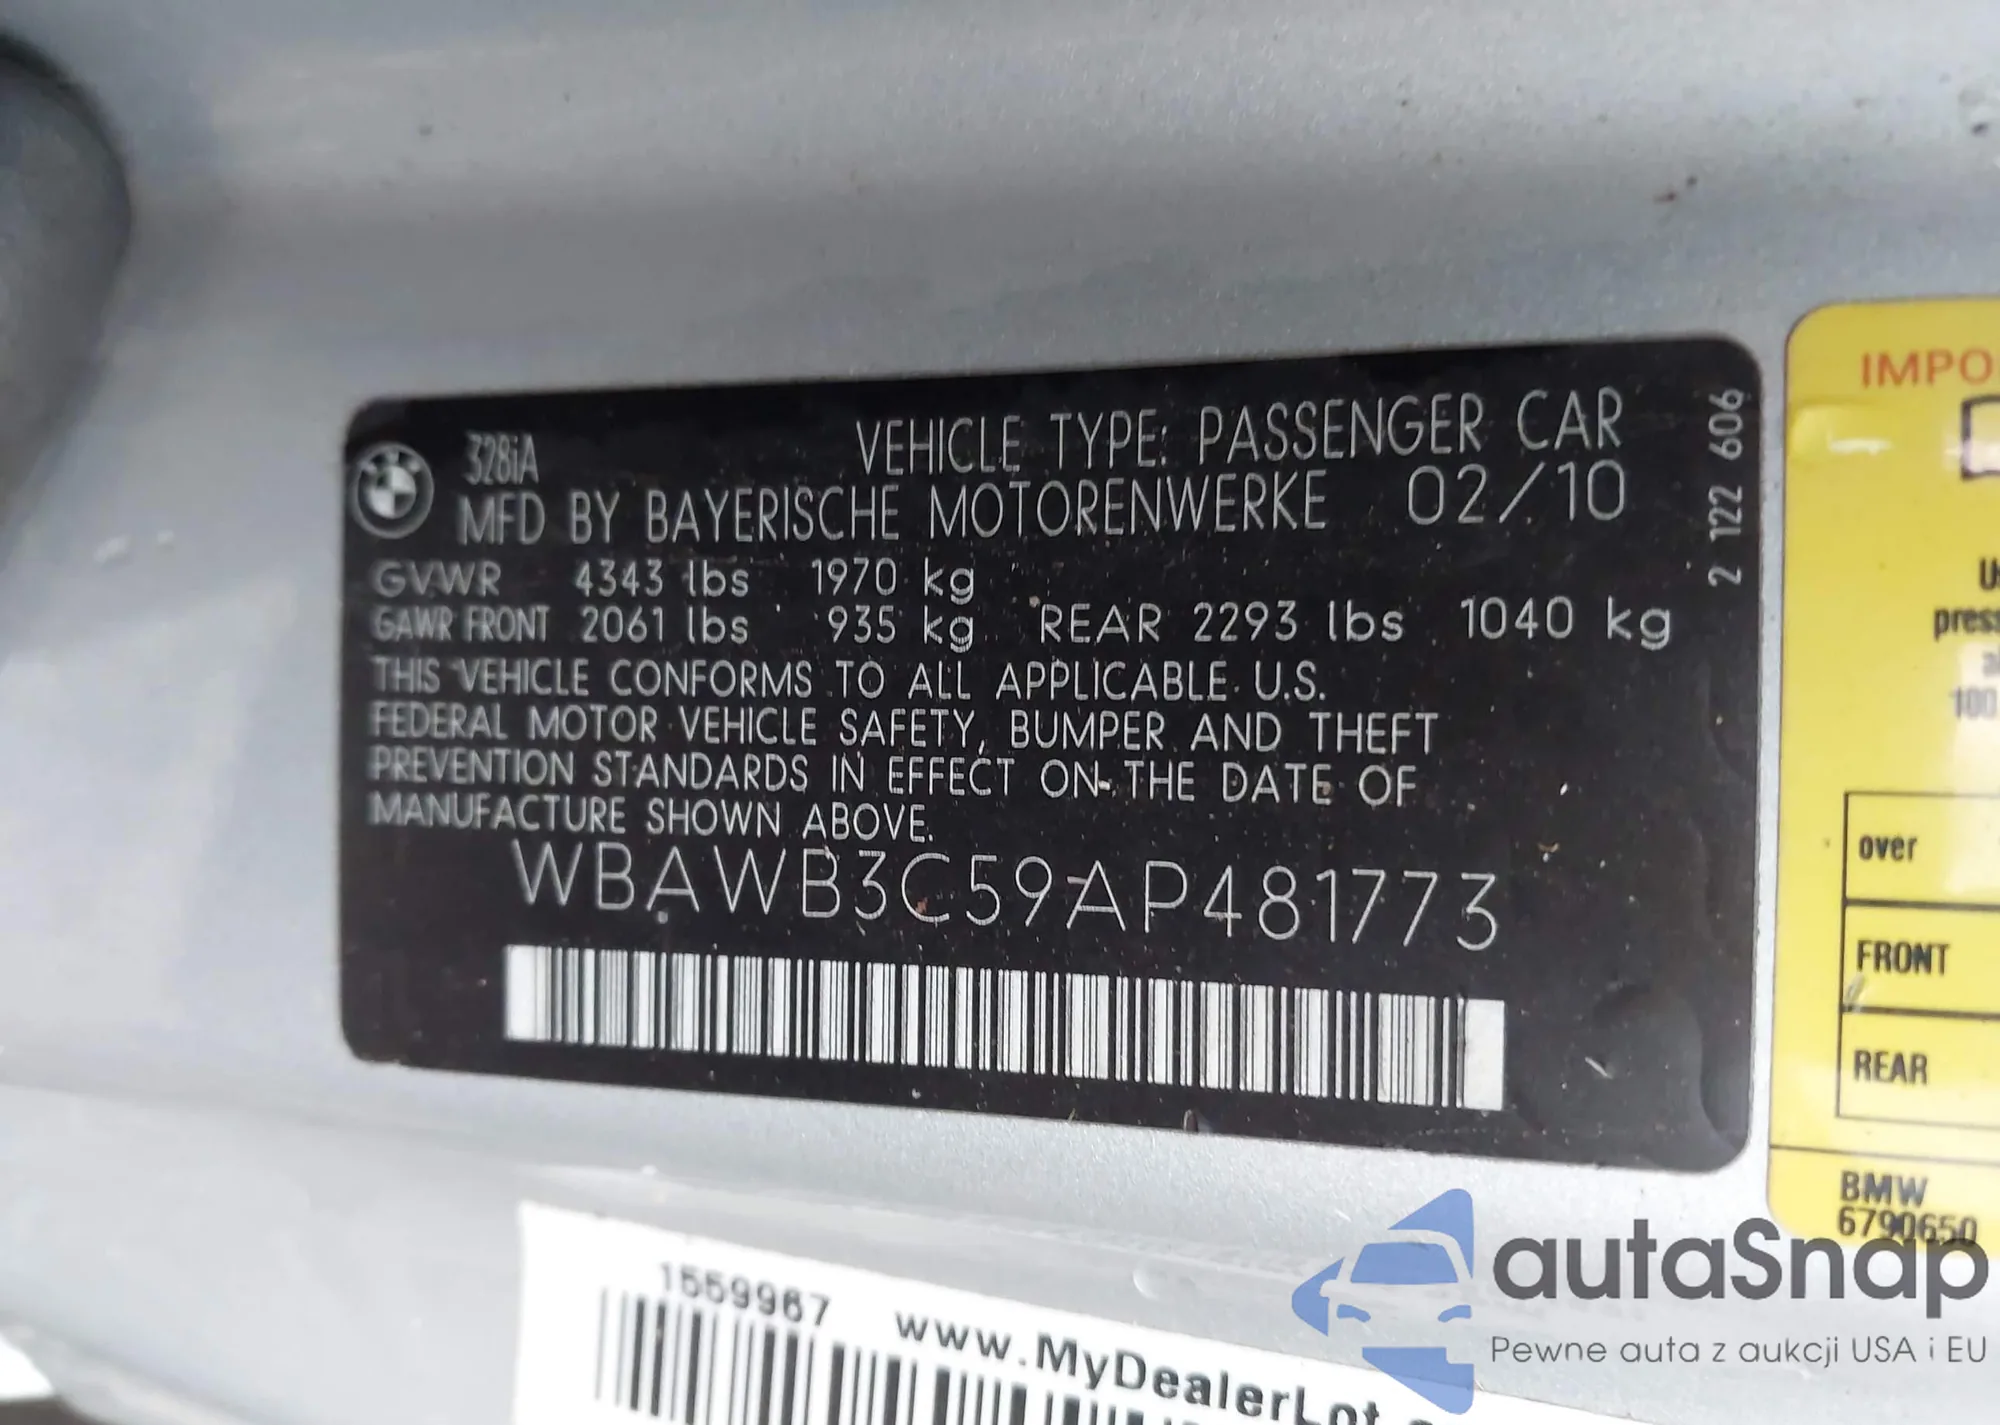 328iA
VEHICLE TYPE: PASSENGER CAR
MFD BY BAYERISCHE MOTORENWERKE 02/10
GVWR 4343 lbs 1970 kg
GAWR FRONT 2061 lbs 935 kg REAR 2293 lbs 1040 kg
THIS VEHICLE CONFORMS TO ALL APPLICABLE U.S.
FEDERAL MOTOR VEHICLE SAFETY, BUMPER AND THEFT
PREVENTION STANDARDS IN EFFECT ON THE DATE OF
MANUFACTURE SHOWN ABOVE.
WBAWB3C59AP481773
2 122 606
IMPO
press
100
over
FRONT
REAR
BMW
6790650
1559967 www.MyDealerLot.
autaSnap
Pewne auta z aukcji USA i EU